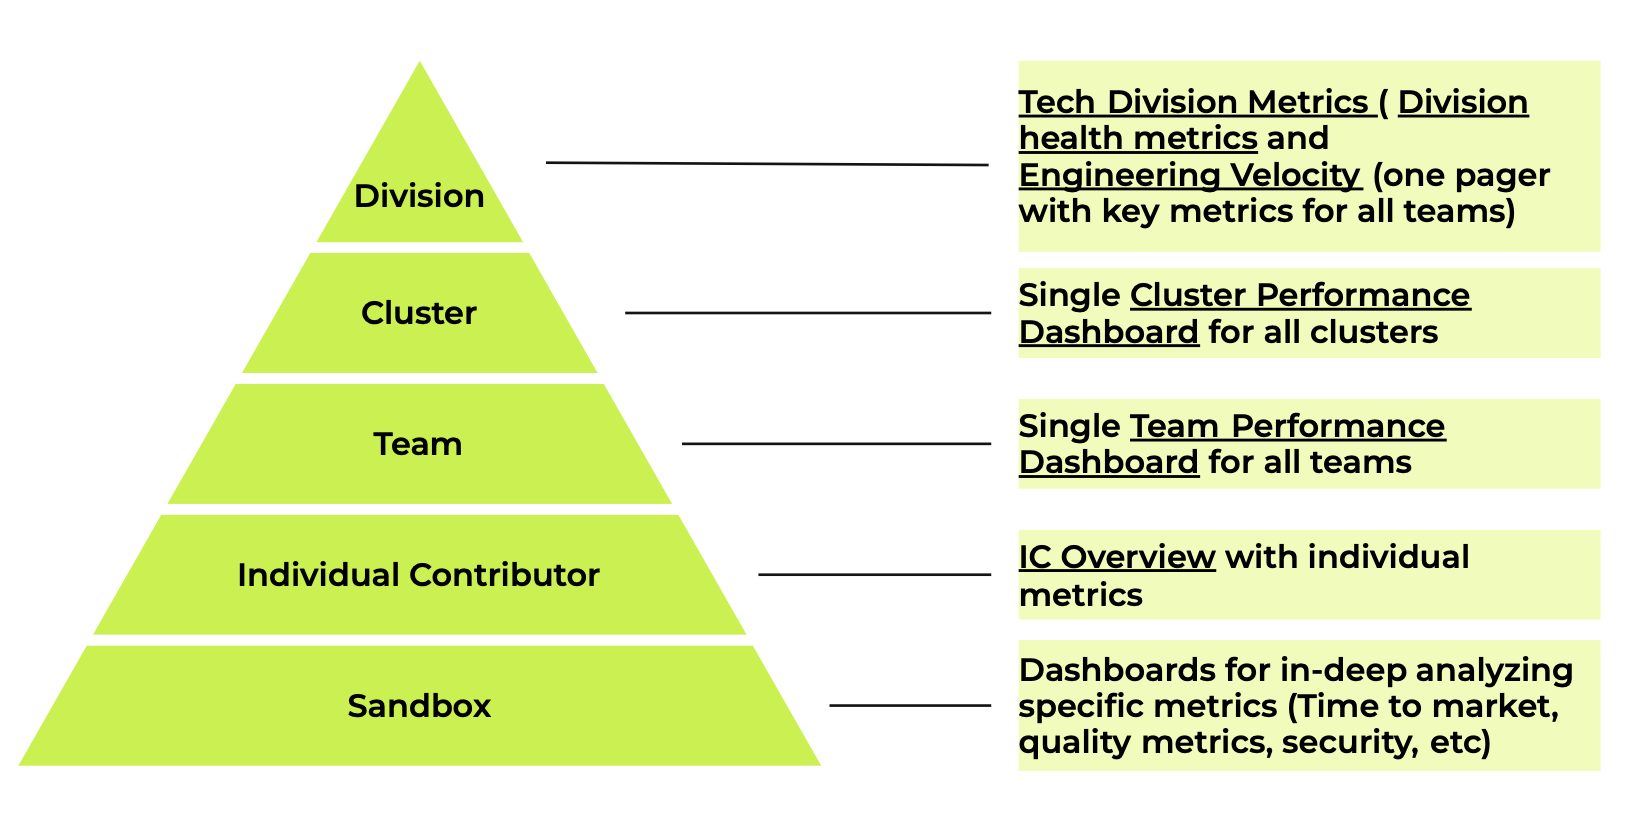 Division
Tech Division Metrics ( Division
health metrics and
Engineering Velocity (one pager
with key metrics for all teams)
Cluster
Single Cluster Performance
Dashboard for all clusters
Team
Single Team Performance
Dashboard for all teams
Individual Contributor
IC Overview with individual
metrics
Sandbox
Dashboards for in-deep analyzing
specific metrics (Time to market,
quality metrics, security, etc)